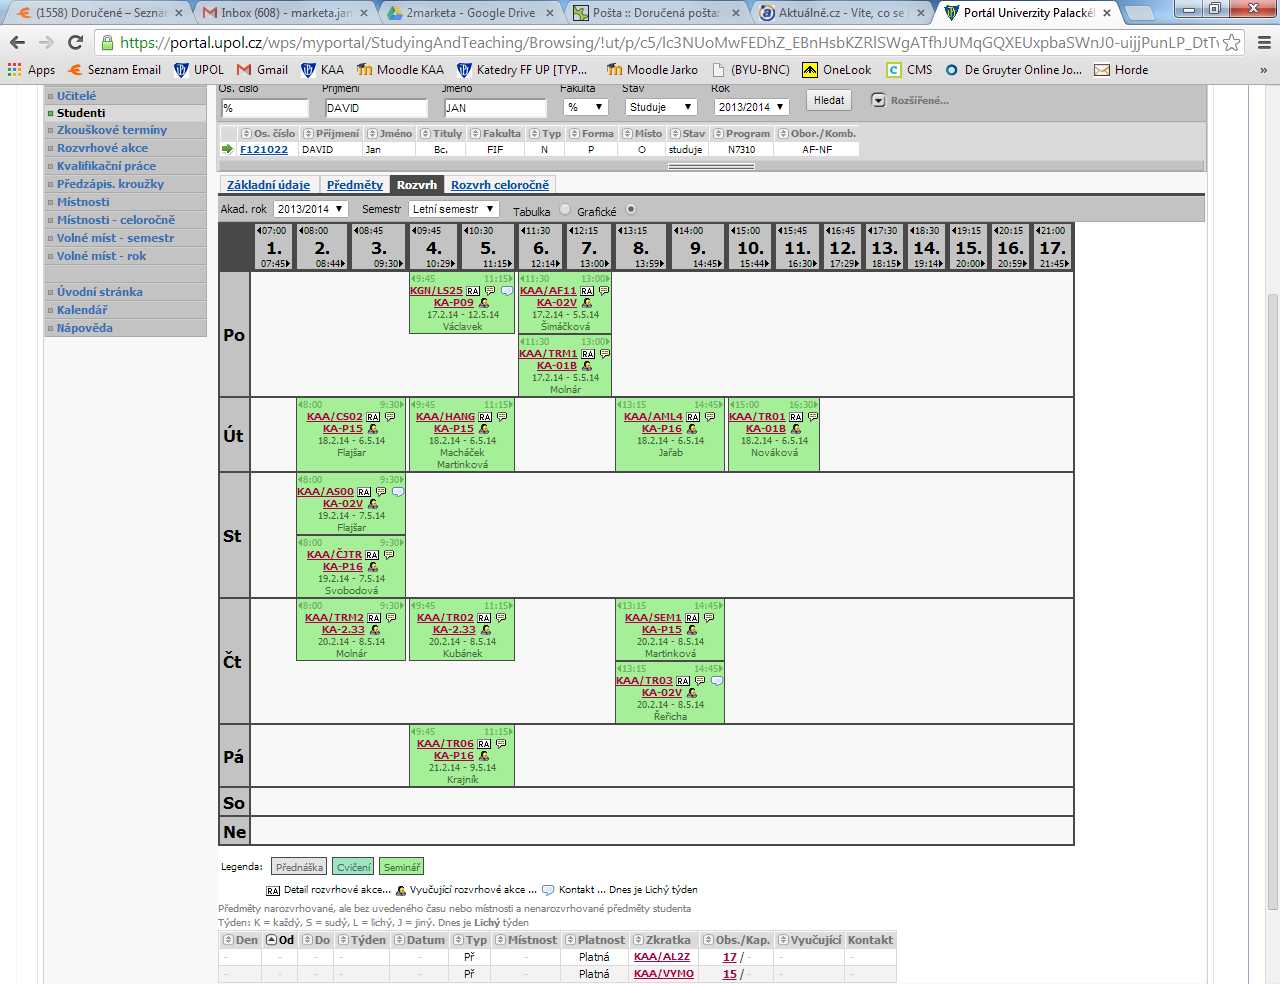 (1558) Doručené – Sezna
Inbox (608) - marketa.jan
2marketa - Google Drive
Pošta :: Doručená pošta:
Aktuálně.cz - Víte, co se
Portál Univerzity Palacké
https://portal.upol.cz/wps/myportal/StudyingAndTeaching/Browsing/!ut/p/c5/lc3NUoMwFEDhZ_EBnHsbKZRlSWgATfhJUMqGQXEUxpbaSWnJ0-uijjPunLP_DtTv
Apps
Seznam Email
UPOL
Gmail
KAA
Moodle KAA
Katedry FF UP [TYP...
Moodle Jarko
(BYU-BNC)
OneLook
CMS
De Gruyter Online Jo...
Horde
»
Učitelé
Studenti
Zkouškové termíny
Rozvrhové akce
Kvalifikační práce
Předzápis. kroužky
Místnosti
Místnosti - celoročně
Volné míst - semestr
Volné míst - rok
Úvodní stránka
Kalendář
Nápověda
Os. číslo Příjmení Jméno Fakulta Stav Rok
% DAVID JAN % Studuje 2013/2014 Hledat Rozšířené...
Os. číslo Příjmení Jméno Tituly Fakulta Typ Forma Místo Stav Program Obor./Komb.
F121022 DAVID Jan Bc. FIF N P O studuje N7310 AF-NF
Základní údaje Předměty Rozvrh Rozvrh celoročně
Akad. rok 2013/2014 Semestr Letní semestr Tabulka Grafické
07:00 08:00 08:45 09:45 10:30 11:30 12:15 13:15 14:00 15:00 15:45 16:45 17:30 18:30 19:15 20:15 21:00
1. 2. 3. 4. 5. 6. 7. 8. 9. 10. 11. 12. 13. 14. 15. 16. 17.
07:45 08:44 09:30 10:29 11:15 12:14 13:00 13:59 14:45 15:44 16:30 17:29 18:15 19:14 20:00 20:59 21:45
Po
9:45 11:15
KGN/LS25 RA
KA-P09
17.2.14 - 12.5.14
Václavek
11:30 13:00
KAA/AF11 RA
KA-02V
17.2.14 - 5.5.14
Šimáčková
11:30 13:00
KAA/TRM1 RA
KA-01B
17.2.14 - 5.5.14
Molnár
Út
8:00 9:30
KAA/CS02 RA
KA-P15
18.2.14 - 6.5.14
Flajšar
9:45 11:15
KAA/HANG RA
KA-P15
18.2.14 - 6.5.14
Macháček
Martinková
13:15 14:45
KAA/AML4 RA
KA-P16
18.2.14 - 6.5.14
Jařab
15:00 16:30
KAA/TR01 RA
KA-01B
18.2.14 - 6.5.14
Nováková
St
8:00 9:30
KAA/AS00 RA
KA-02V
19.2.14 - 7.5.14
Flajšar
8:00 9:30
KAA/ČJTR RA
KA-P16
19.2.14 - 7.5.14
Svobodová
Čt
8:00 9:30
KAA/TRM2 RA
KA-2.33
20.2.14 - 8.5.14
Molnár
9:45 11:15
KAA/TR02 RA
KA-2.33
20.2.14 - 8.5.14
Kubánek
13:15 14:45
KAA/SEM1 RA
KA-P15
20.2.14 - 8.5.14
Martinková
13:15 14:45
KAA/TR03 RA
KA-02V
20.2.14 - 8.5.14
Řeřicha
Pá
9:45 11:15
KAA/TR06 RA
KA-P16
21.2.14 - 9.5.14
Krajník
So
Ne
Legenda: Přednáška Cvičení Seminář
RA Detail rozvrhové akce... Vyučující rozvrhové akce ... Kontakt ... Dnes je Lichý týden
Předměty narozvrhované, ale bez uvedeného času nebo místnosti a nenarozvrhované předměty studenta
Týden: K = každý, S = sudý, L = lichý, J = jiný. Dnes je Lichý týden
Den Od Do Týden Datum Typ Místnost Platnost Zkratka Obs./Kap. Vyučující Kontakt
- - - - - Př - Platná KAA/AL2Z 17 / - - -
- - - - - Př - Platná KAA/VYMO 15 / - - -